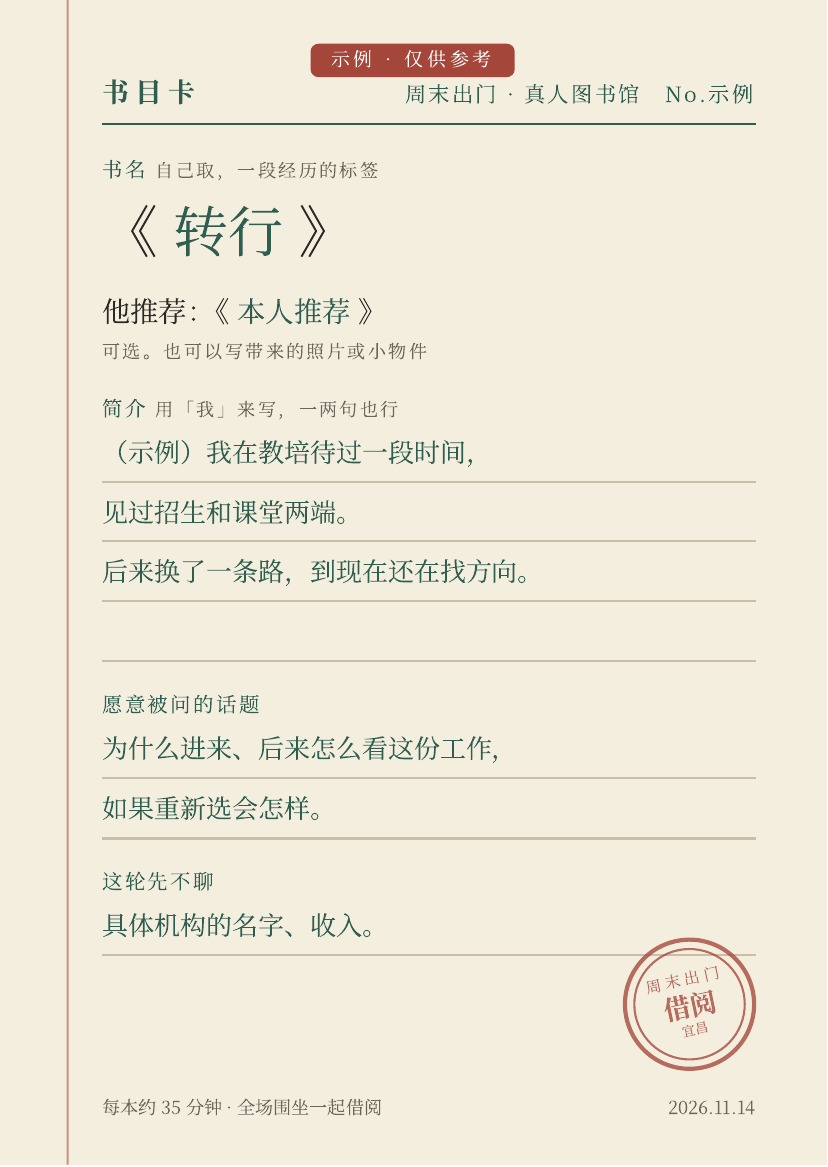 示例 · 仅供参考
书目卡
周末出门 · 真人图书馆 No.示例
书名 自己取，一段经历的标签
《 转行 》
他推荐：《 本人推荐 》
可选。也可以写带来的照片或小物件
简介 用「我」来写，一两句也行
（示例）我在教培待过一段时间，
见过招生和课堂两端。
后来换了一条路，到现在还在找方向。
愿意被问的话题
为什么进来、后来怎么看这份工作，
如果重新选会怎样。
这轮先不聊
具体机构的名字、收入。
周末出门
借阅
宜昌
每本约 35 分钟 · 全场围坐一起借阅
2026.11.14